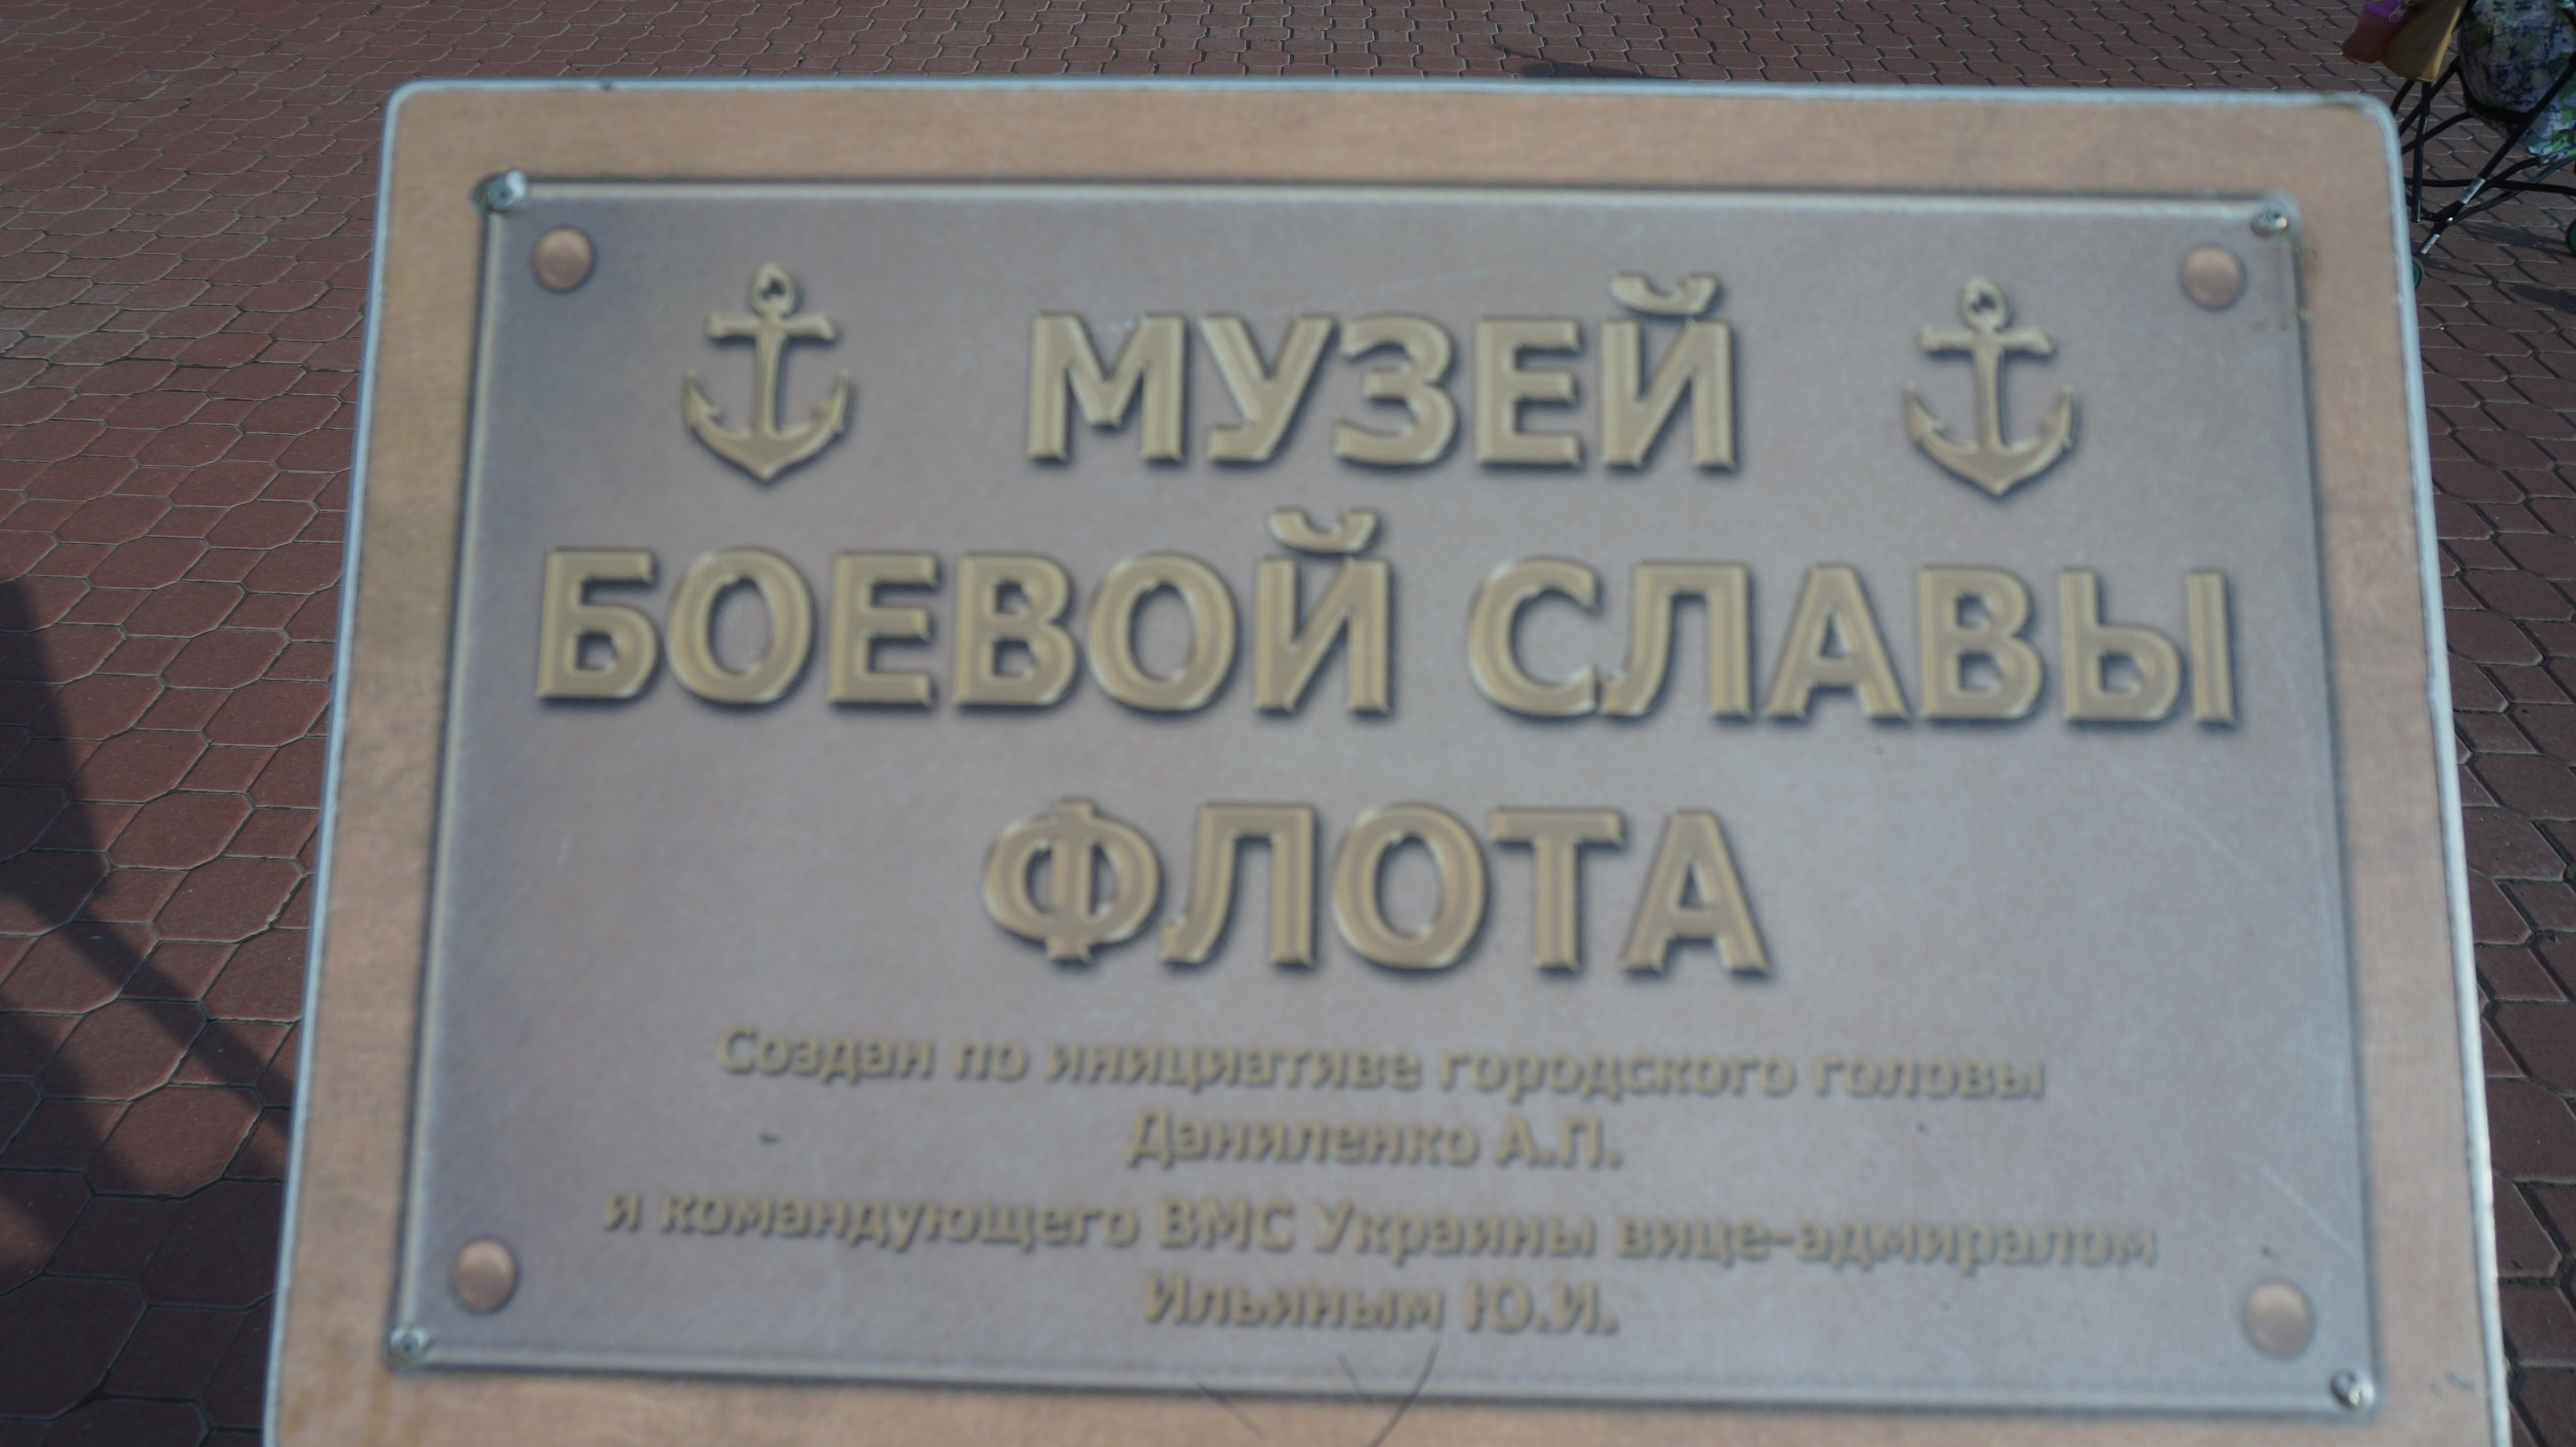 МУЗЕЙ
БОЕВОЙ СЛАВЫ
ФЛОТА
Создан по инициативе городского головы
Даниленко А.П.
и командующего ВМС Украины вице-адмиралом
Ильиным Ю.И.